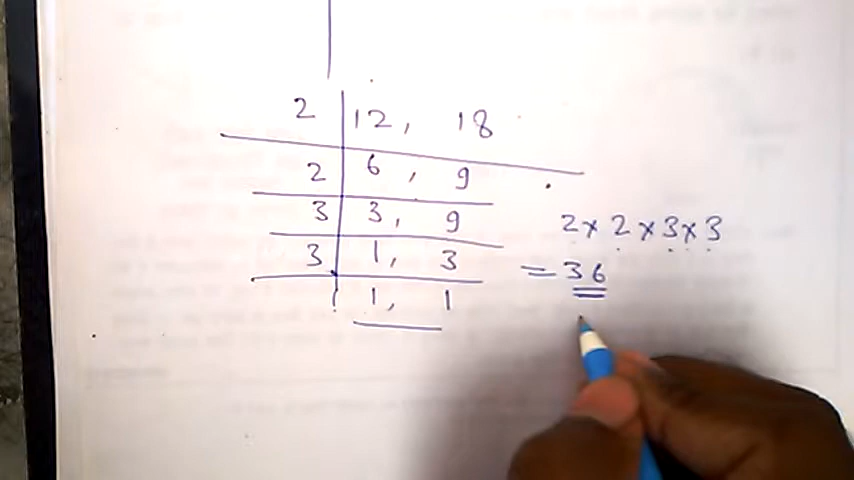 2 | 12, 18
2 | 6, 9
3 | 3, 9
3 | 1, 3
1 | 1, 1
2 x 2 x 3 x 3
= 36